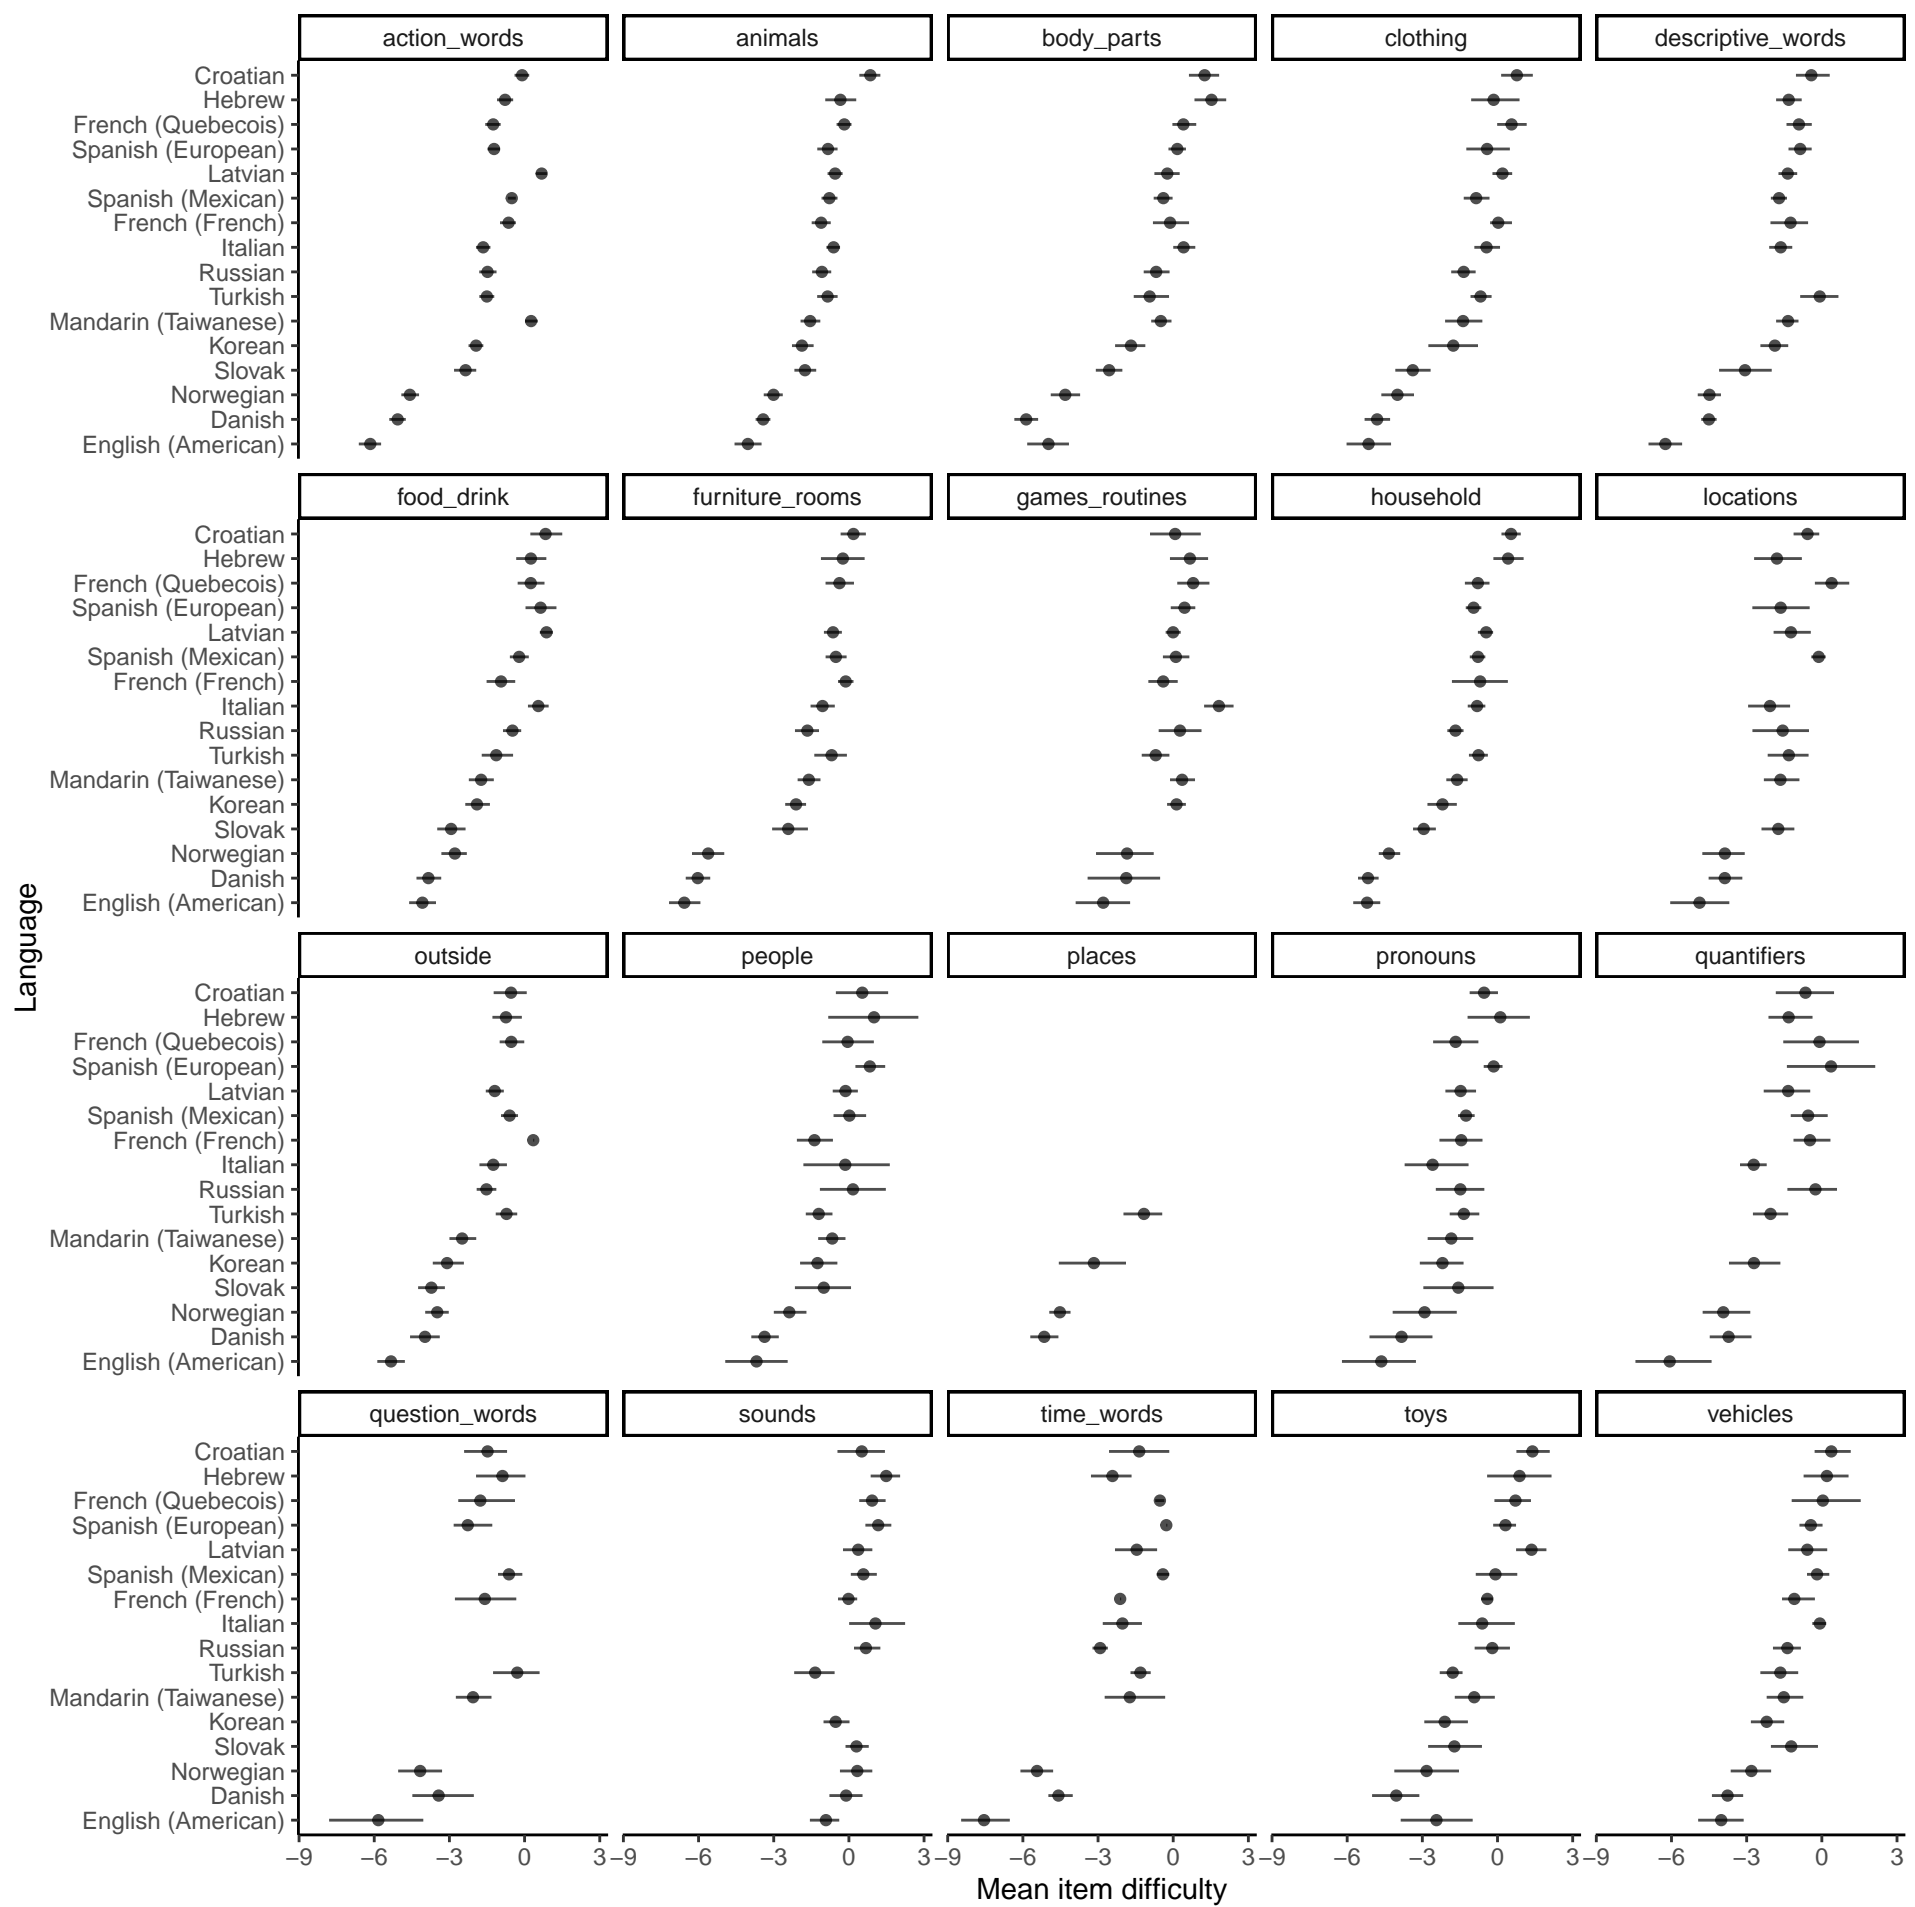 action_words animals body_parts clothing descriptive_words
Croatian
Hebrew
French (Quebecois)
Spanish (European)
Latvian
Spanish (Mexican)
French (French)
Italian
Russian
Turkish
Mandarin (Taiwanese)
Korean
Slovak
Norwegian
Danish
English (American)
food_drink furniture_rooms games_routines household locations
Croatian
Hebrew
French (Quebecois)
Spanish (European)
Latvian
Spanish (Mexican)
French (French)
Italian
Russian
Turkish
Mandarin (Taiwanese)
Korean
Slovak
Norwegian
Danish
English (American)
Language
outside people places pronouns quantifiers
Croatian
Hebrew
French (Quebecois)
Spanish (European)
Latvian
Spanish (Mexican)
French (French)
Italian
Russian
Turkish
Mandarin (Taiwanese)
Korean
Slovak
Norwegian
Danish
English (American)
question_words sounds time_words toys vehicles
Croatian
Hebrew
French (Quebecois)
Spanish (European)
Latvian
Spanish (Mexican)
French (French)
Italian
Russian
Turkish
Mandarin (Taiwanese)
Korean
Slovak
Norwegian
Danish
English (American)
−9 −6 −3 0 3 −9 −6 −3 0 3 −9 −6 −3 0 3 −9 −6 −3 0 3 −9 −6 −3 0 3
Mean item difficulty